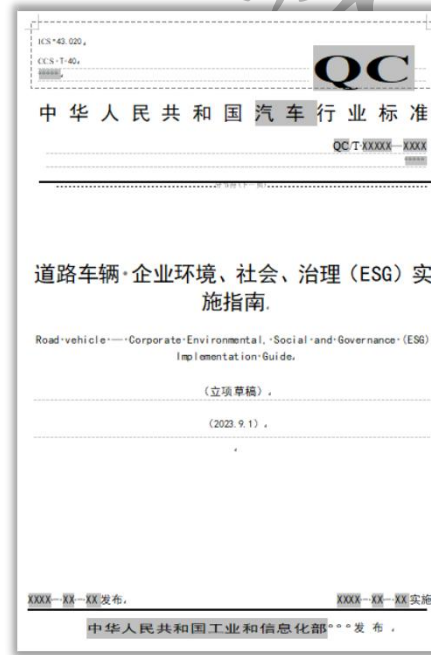 ICS 43.020
CCS T 40
QC
中华人民共和国汽车行业标准
QC/T XXXXX—XXXX
道路车辆 企业环境、社会、治理（ESG）实
施指南
Road vehicle — Corporate Environmental, Social and Governance (ESG)
Implementation Guide
（立项草稿）
（2023.9.1）
XXXX—XX—XX 发布
XXXX—XX—XX 实施
中华人民共和国工业和信息化部 发 布